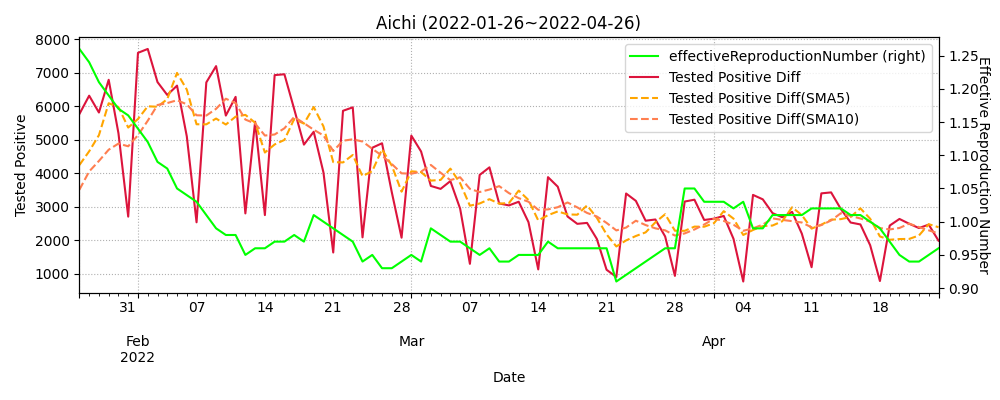 Aichi (2022-01-26~2022-04-26)
effectiveReproductionNumber (right)
Tested Positive Diff
Tested Positive Diff(SMA5)
Tested Positive Diff(SMA10)
Tested Positive
8000
7000
6000
5000
4000
3000
2000
1000
Effective Reproduction Number
1.25
1.20
1.15
1.10
1.05
1.00
0.95
0.90
31 07 14 21 28 07 14 21 28 04 11 18
Feb Mar Apr
2022
Date